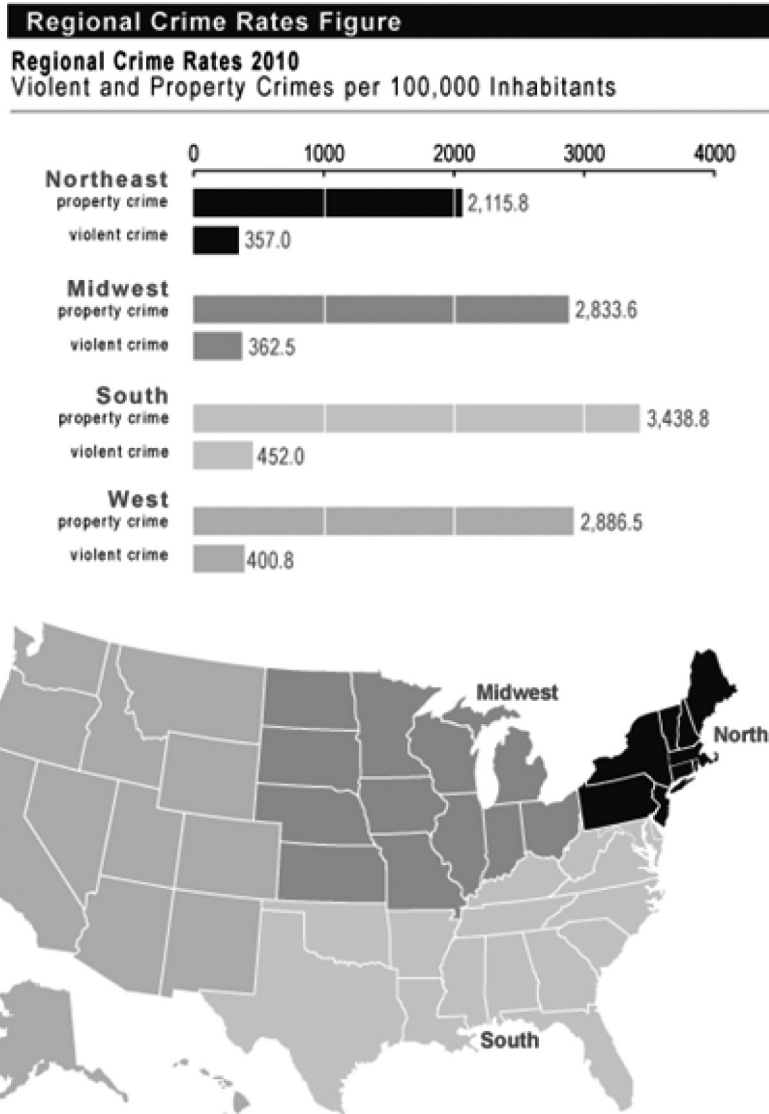 Regional Crime Rates Figure
Regional Crime Rates 2010
Violent and Property Crimes per 100,000 Inhabitants
0 1000 2000 3000 4000
Northeast
property crime 2,115.8
violent crime 357.0
Midwest
property crime 2,833.6
violent crime 362.5
South
property crime 3,438.8
violent crime 452.0
West
property crime 2,886.5
violent crime 400.8
Midwest
North
South